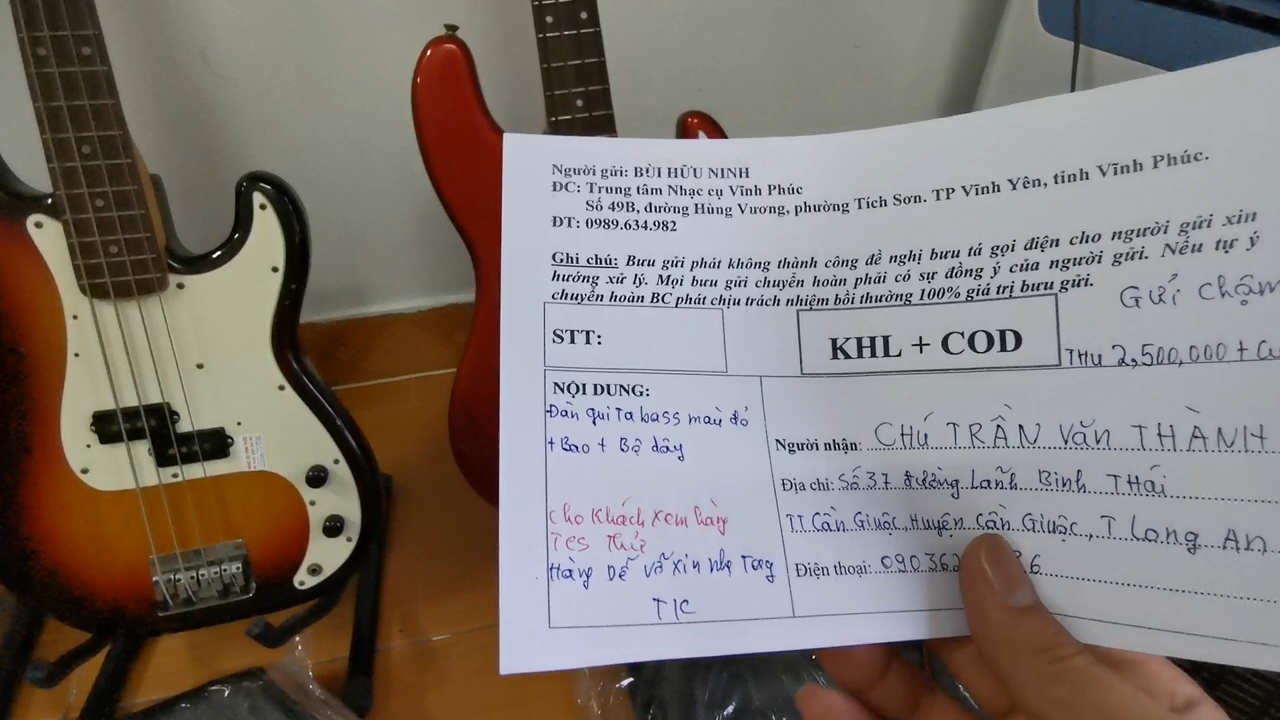 Người gửi: BÙI HỮU NINH
ĐC: Trung tâm Nhạc cụ Vĩnh Phúc
Số 49B, đường Hùng Vương, phường Tích Sơn. TP Vĩnh Yên, tỉnh Vĩnh Phúc.
ĐT: 0989.634.982
Ghi chú: Bưu gửi phát không thành công đề nghị bưu tá gọi điện cho người gửi xin
hướng xử lý. Mọi bưu gửi chuyển hoàn phải có sự đồng ý của người gửi. Nếu tự ý
chuyển hoàn BC phát chịu trách nhiệm bồi thường 100% giá trị bưu gửi.
Gửi chậm
STT:
KHL + COD
THU 2,500,000 + Cư
NỘI DUNG:
Đàn guiTa bass màu đỏ
+ Bao + Bộ dây
cho Khách xem hàng
TES THử
Hàng Dễ Vỡ xin nhẹ Tay
TIC
Người nhận: CHÚ TRẦN Văn THÀNH
Địa chỉ: Số 37 đường Lãnh Binh THái
TT Cần Giuộc, Huyện Cần Giuộc, T Long An
Điện thoại: 090362 6